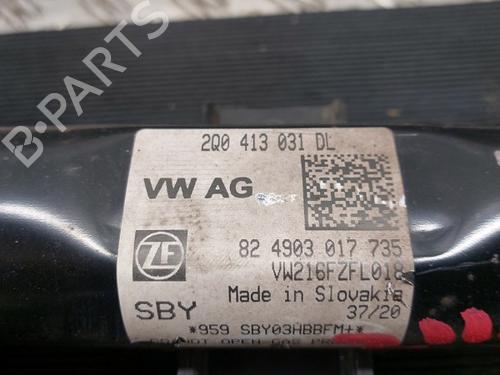 2Q0 413 031 DL
VW AG
ZF
82 4903 017 735
VW216FZFL018
SBY
Made in Slovakia
37/20
*959 SBY03HBBFM+*